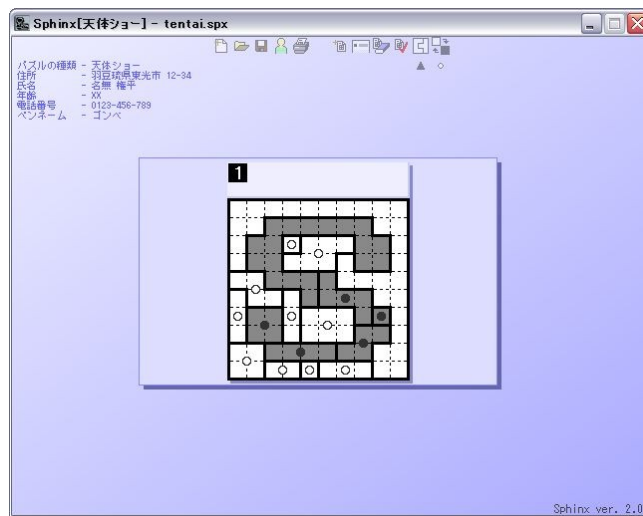 Sphinx[天体ショー] - tentai.spx
パズルの種類 - 天体ショー
住所 - 羽豆琉県東光市 12-34
氏名 - 名無 権平
年齢 - XX
電話番号 - 0123-456-789
ペンネーム - ゴンベ
1
Sphinx ver. 2.0